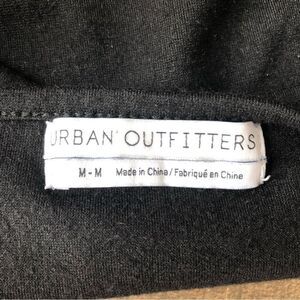 URBAN OUTFITTERS
M-M Made in China/Fabriqué en Chine